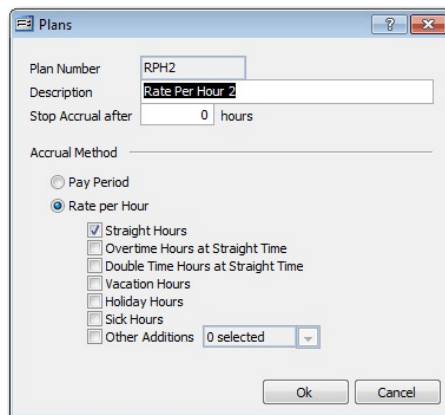 Plans
Plan Number RPH2
Description Rate Per Hour 2
Stop Accrual after 0 hours
Accrual Method
Pay Period
Rate per Hour
Straight Hours
Overtime Hours at Straight Time
Double Time Hours at Straight Time
Vacation Hours
Holiday Hours
Sick Hours
Other Additions 0 selected
Ok Cancel